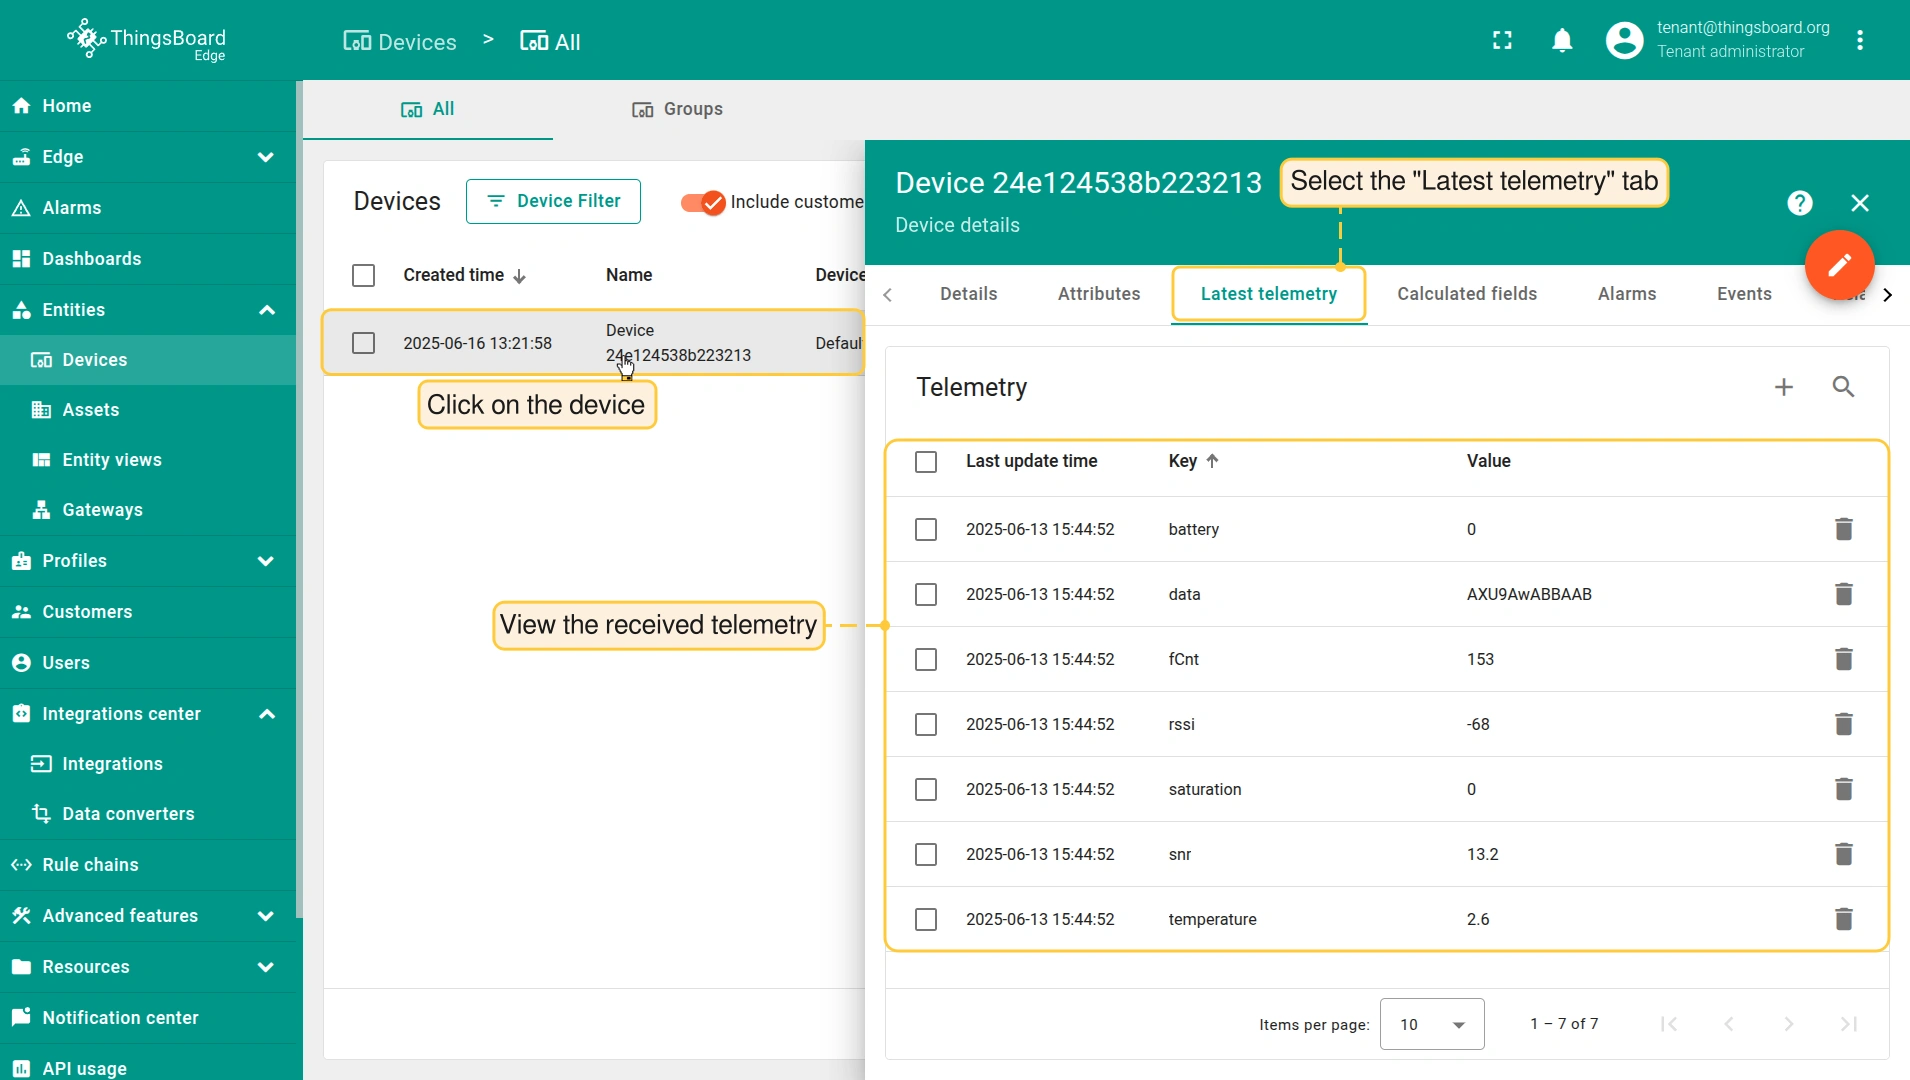 ThingsBoard
Edge
Devices > All
tenant@thingsboard.org
Tenant administrator
Home
Edge
Alarms
Dashboards
Entities
Devices
Assets
Entity views
Gateways
Profiles
Customers
Users
Integrations center
Integrations
Data converters
Rule chains
Advanced features
Resources
Notification center
API usage
All
Groups
Devices
Device Filter
Include custome
Created time
Name
Device
2025-06-16 13:21:58
Device
24e124538b223213
Defaul
Click on the device
View the received telemetry
Device 24e124538b223213
Device details
Select the "Latest telemetry" tab
Details
Attributes
Latest telemetry
Calculated fields
Alarms
Events
Telemetry
Last update time Key Value
2025-06-13 15:44:52 battery 0
2025-06-13 15:44:52 data AXU9AwABBAAB
2025-06-13 15:44:52 fCnt 153
2025-06-13 15:44:52 rssi -68
2025-06-13 15:44:52 saturation 0
2025-06-13 15:44:52 snr 13.2
2025-06-13 15:44:52 temperature 2.6
Items per page: 10 1 – 7 of 7